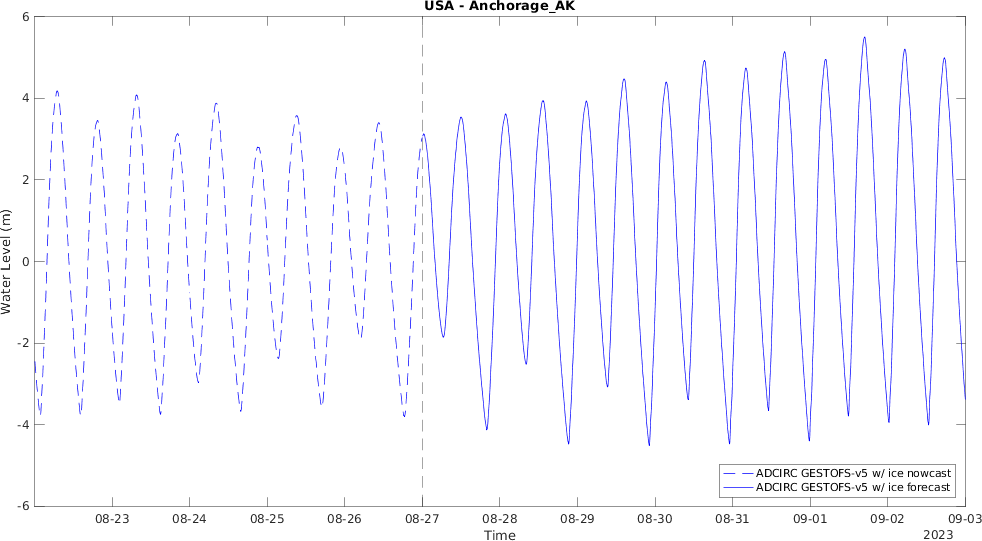 USA - Anchorage_AK
6
4
2
0
-2
-4
-6
Water Level (m)
ADCIRC GESTOFS-v5 w/ ice nowcast
ADCIRC GESTOFS-v5 w/ ice forecast
08-23 08-24 08-25 08-26 08-27 08-28 08-29 08-30 08-31 09-01 09-02 09-03
Time
2023